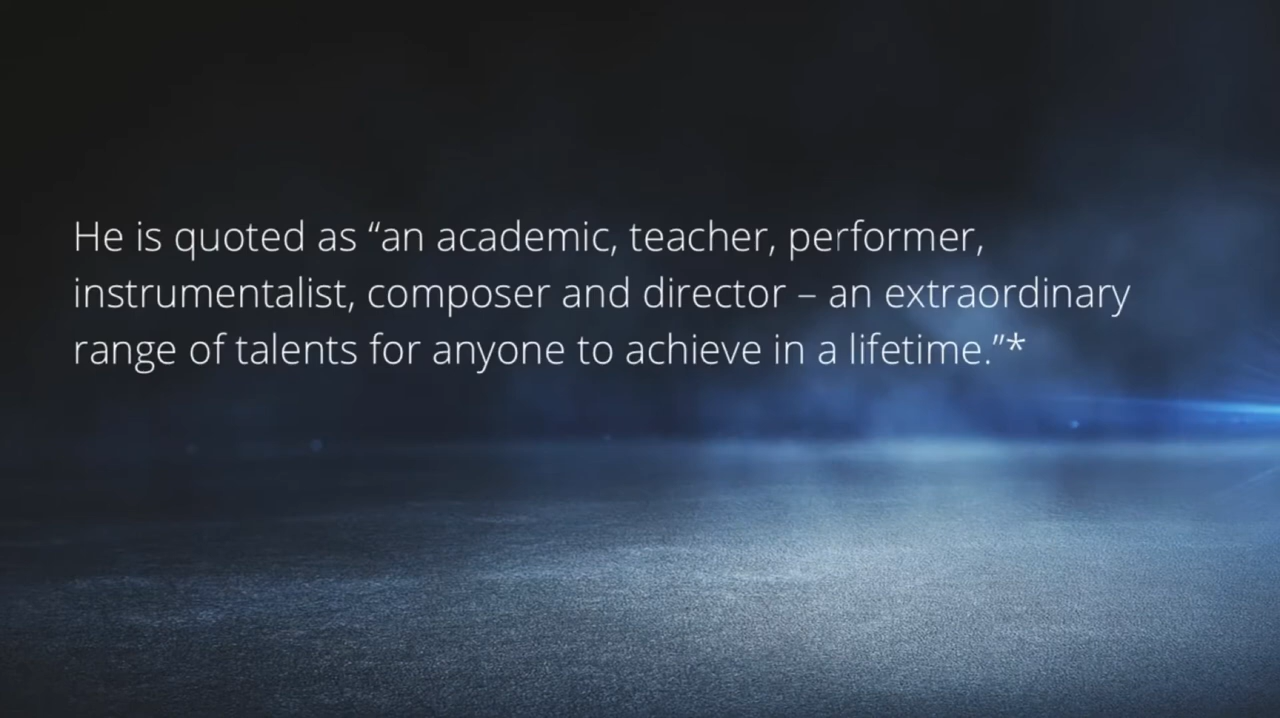 He is quoted as “an academic, teacher, performer,
instrumentalist, composer and director – an extraordinary
range of talents for anyone to achieve in a lifetime.”*